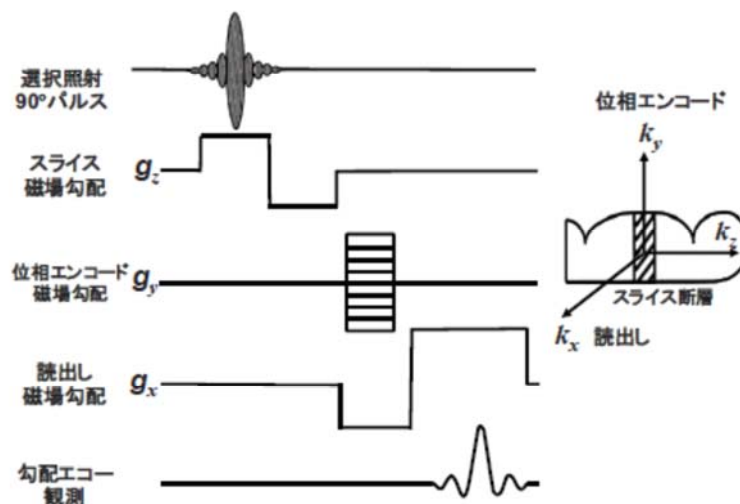 選択照射
90°パルス
スライス
磁場勾配
g_z
位相エンコード
磁場勾配
g_y
読出し
磁場勾配
g_x
勾配エコー
観測
位相エンコード
k_y
k_z
スライス断層
k_x 読出し